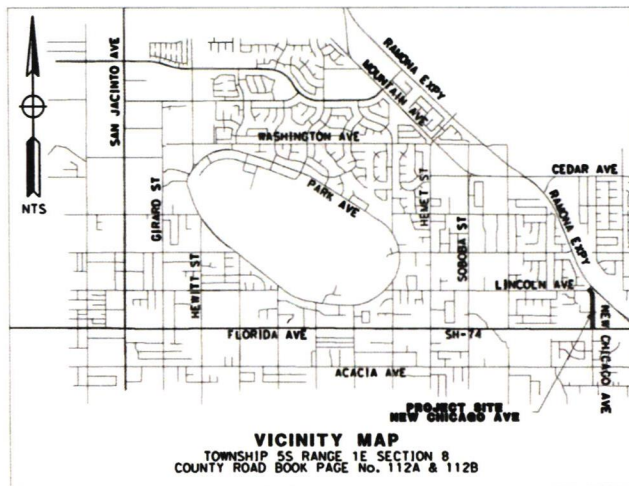 SAN JACINTO AVE
RAMONA EXPY
MOUNTAIN AVE
WASHINGTON AVE
NTS
GIRARD ST
PARK AVE
HEMET ST
CEDAR AVE
RAMONA EXPY
SOBOBA ST
HEWITT ST
LINCOLN AVE
FLORIDA AVE
SH-74
NEW CHICAGO AVE
ACACIA AVE
PROJECT SITE
NEW CHICAGO AVE
VICINITY MAP
TOWNSHIP 5S RANGE 1E SECTION 8
COUNTY ROAD BOOK PAGE No. 112A & 112B